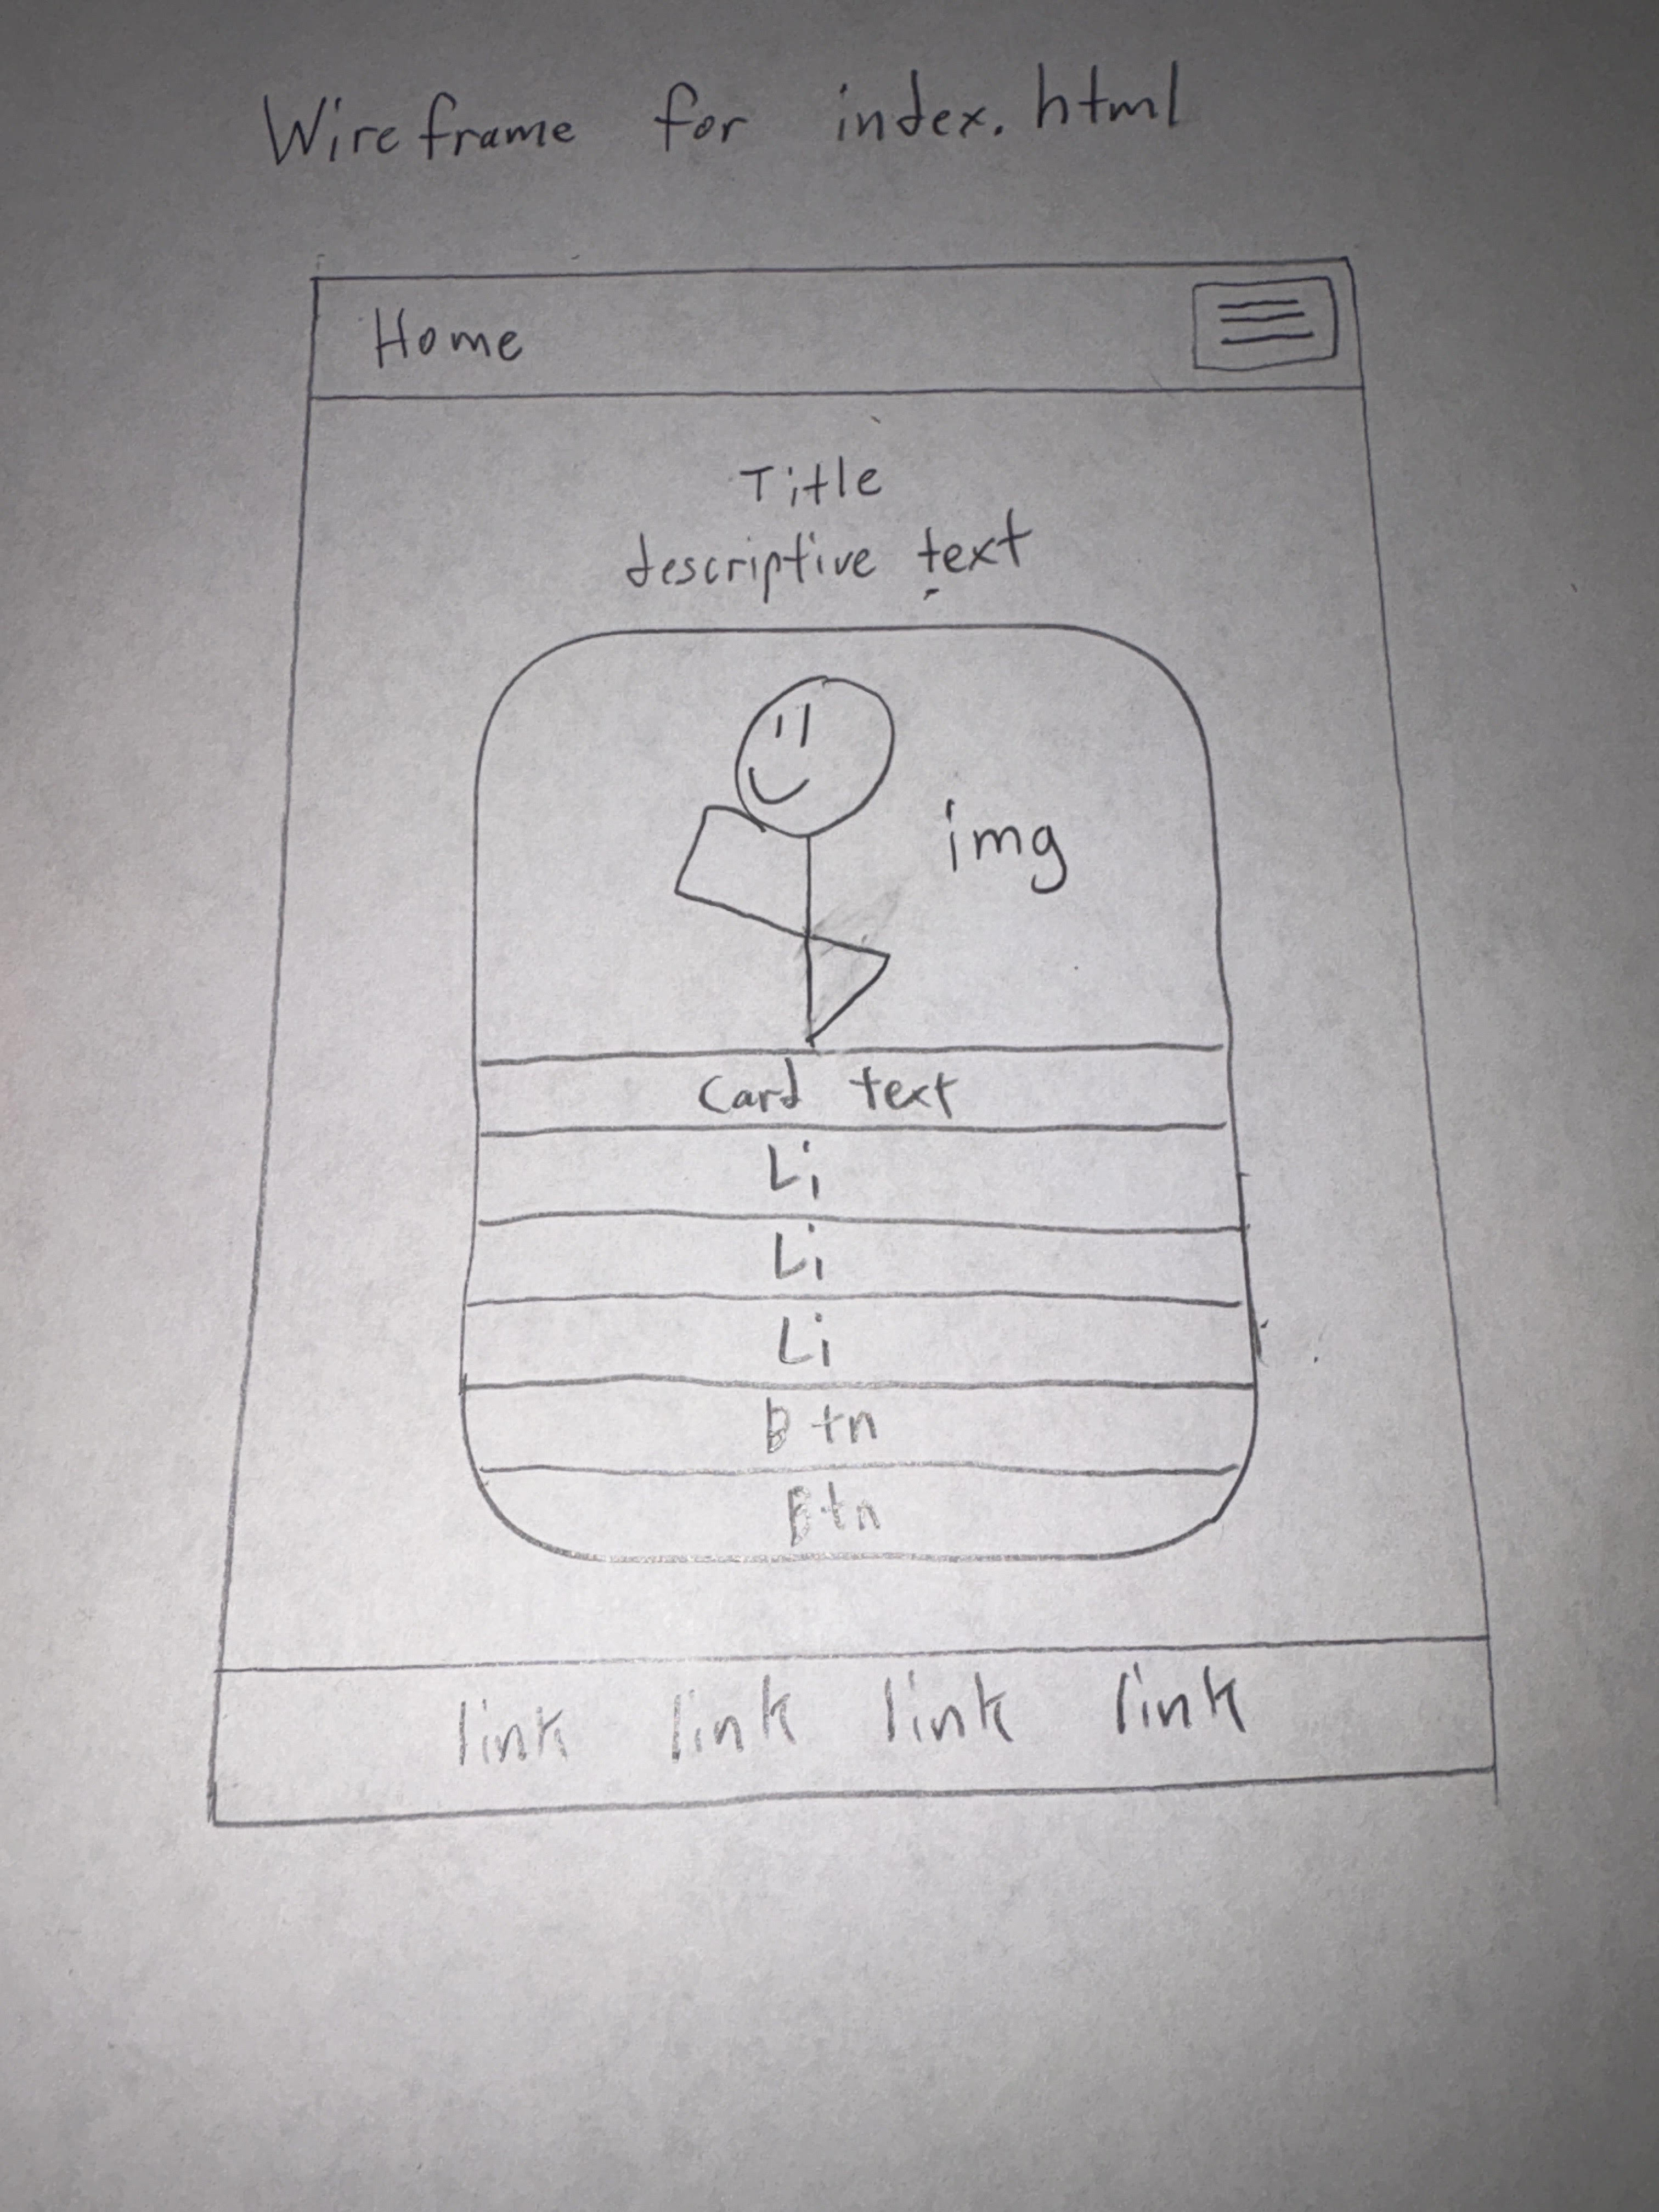 Wireframe for index.html
Home
Title
descriptive text
img
Card text
Li
Li
Li
Btn
Btn
link link link link